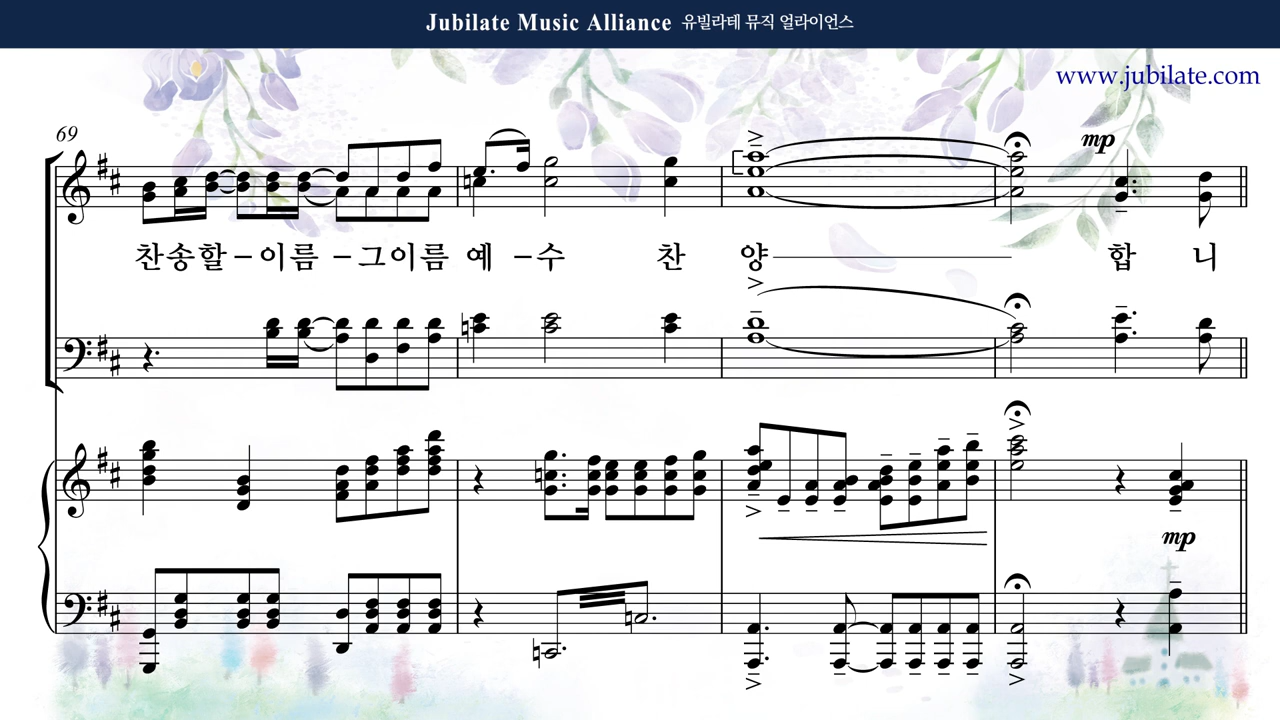 Jubilate Music Alliance 유빌라테 뮤직 얼라이언스
www.jubilate.com
69
mp
찬송할 – 이름 – 그이름 예 – 수 찬 양 합 니
mp